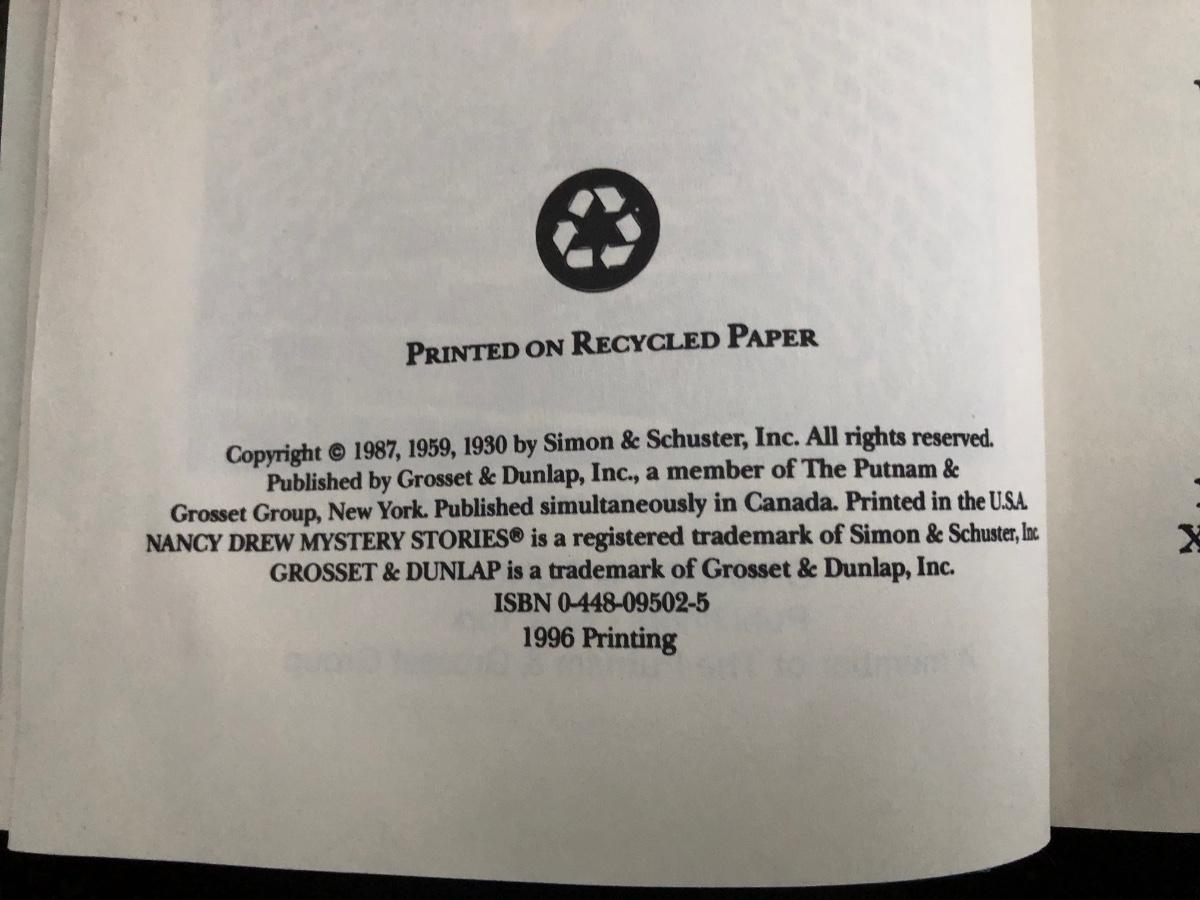 PRINTED ON RECYCLED PAPER
Copyright © 1987, 1959, 1930 by Simon & Schuster, Inc. All rights reserved.
Published by Grosset & Dunlap, Inc., a member of The Putnam &
Grosset Group, New York. Published simultaneously in Canada. Printed in the U.S.A.
NANCY DREW MYSTERY STORIES® is a registered trademark of Simon & Schuster, Inc.
GROSSET & DUNLAP is a trademark of Grosset & Dunlap, Inc.
ISBN 0-448-09502-5
1996 Printing